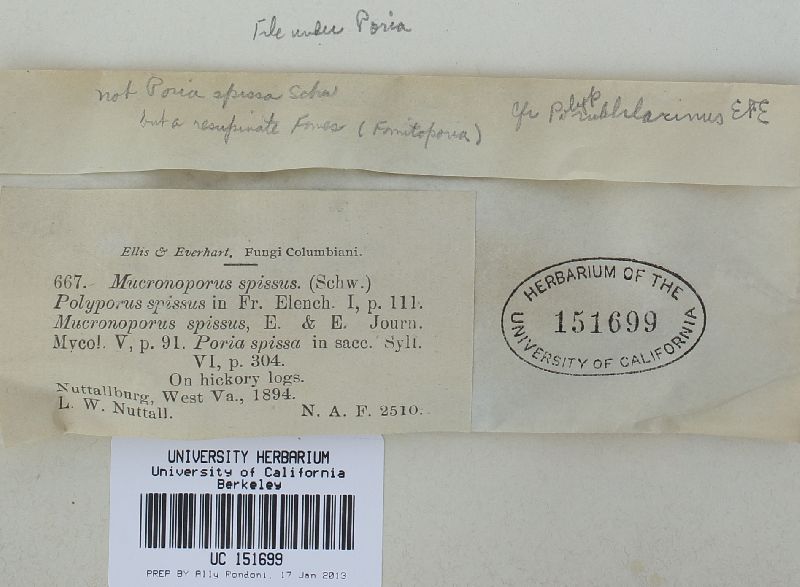 File under Poria
not Poria spissa Schw
but a resupinate Fomes (Fomitoporia)
Cfr Polyp sublilacinus E&E
Ellis & Everhart, Fungi Columbiani.
667. Mucronoporus spissus. (Schw.)
Polyporus spissus in Fr. Elench. I, p. 111.
Mucronoporus spissus, E. & E. Journ.
Mycol. V, p. 91. Poria spissa in sacc. Syll.
VI, p. 304.
On hickory logs.
Nuttallburg, West Va., 1894.
L. W. Nuttall. N. A. F. 2510.
HERBARIUM OF THE
151699
UNIVERSITY OF CALIFORNIA
UNIVERSITY HERBARIUM
University of California
Berkeley
UC 151699
PREP BY Ally Rondoni, 17 Jan 2013